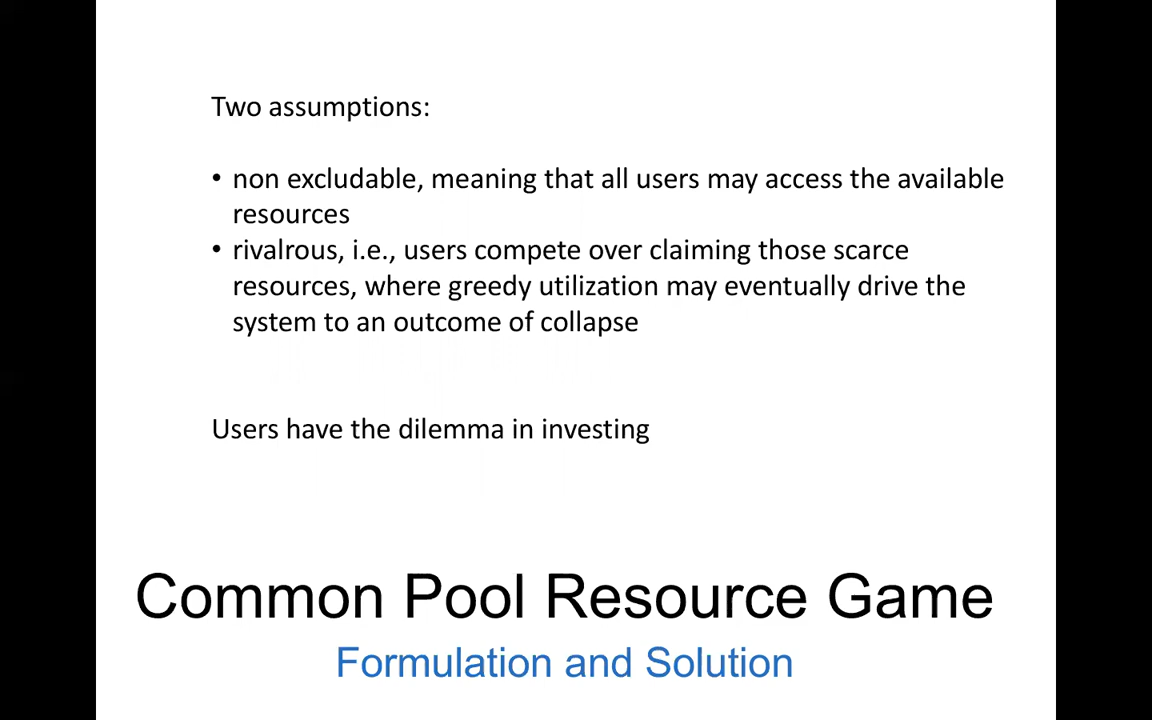 Two assumptions:
• non excludable, meaning that all users may access the available
resources
• rivalrous, i.e., users compete over claiming those scarce
resources, where greedy utilization may eventually drive the
system to an outcome of collapse
Users have the dilemma in investing
Common Pool Resource Game
Formulation and Solution